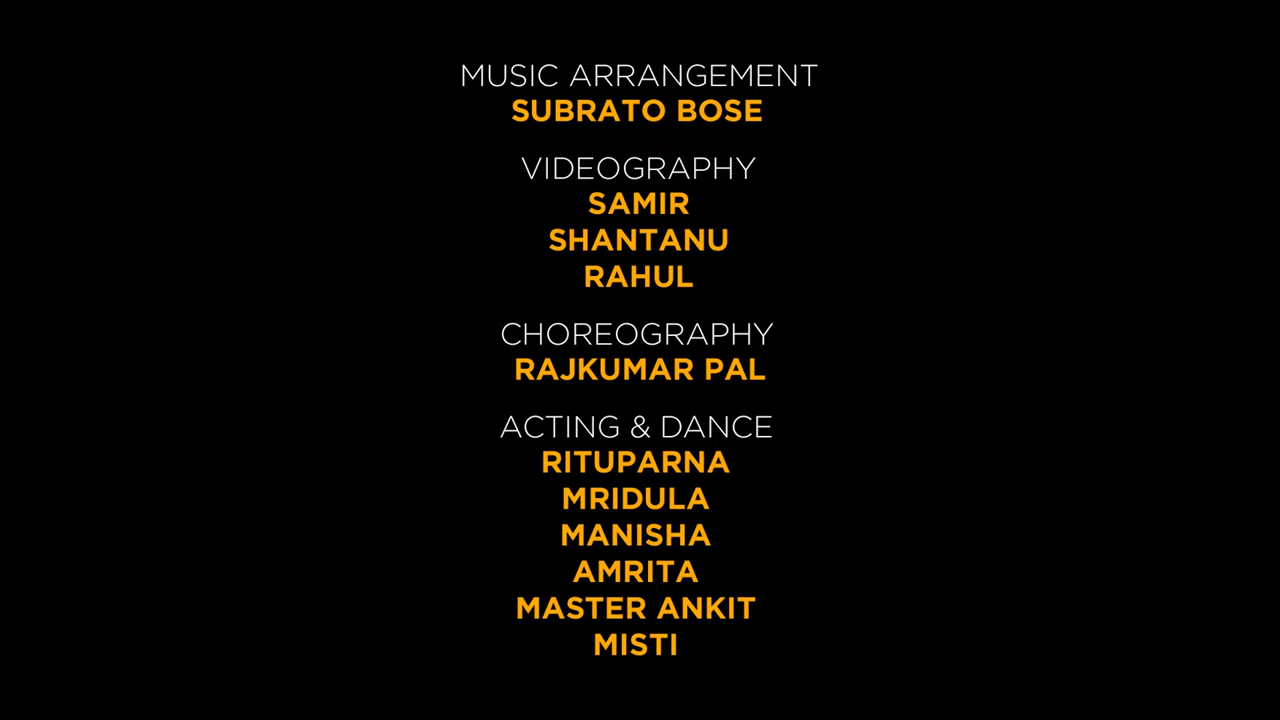 MUSIC ARRANGEMENT
SUBRATO BOSE
VIDEOGRAPHY
SAMIR
SHANTANU
RAHUL
CHOREOGRAPHY
RAJKUMAR PAL
ACTING & DANCE
RITUPARNA
MRIDULA
MANISHA
AMRITA
MASTER ANKIT
MISTI